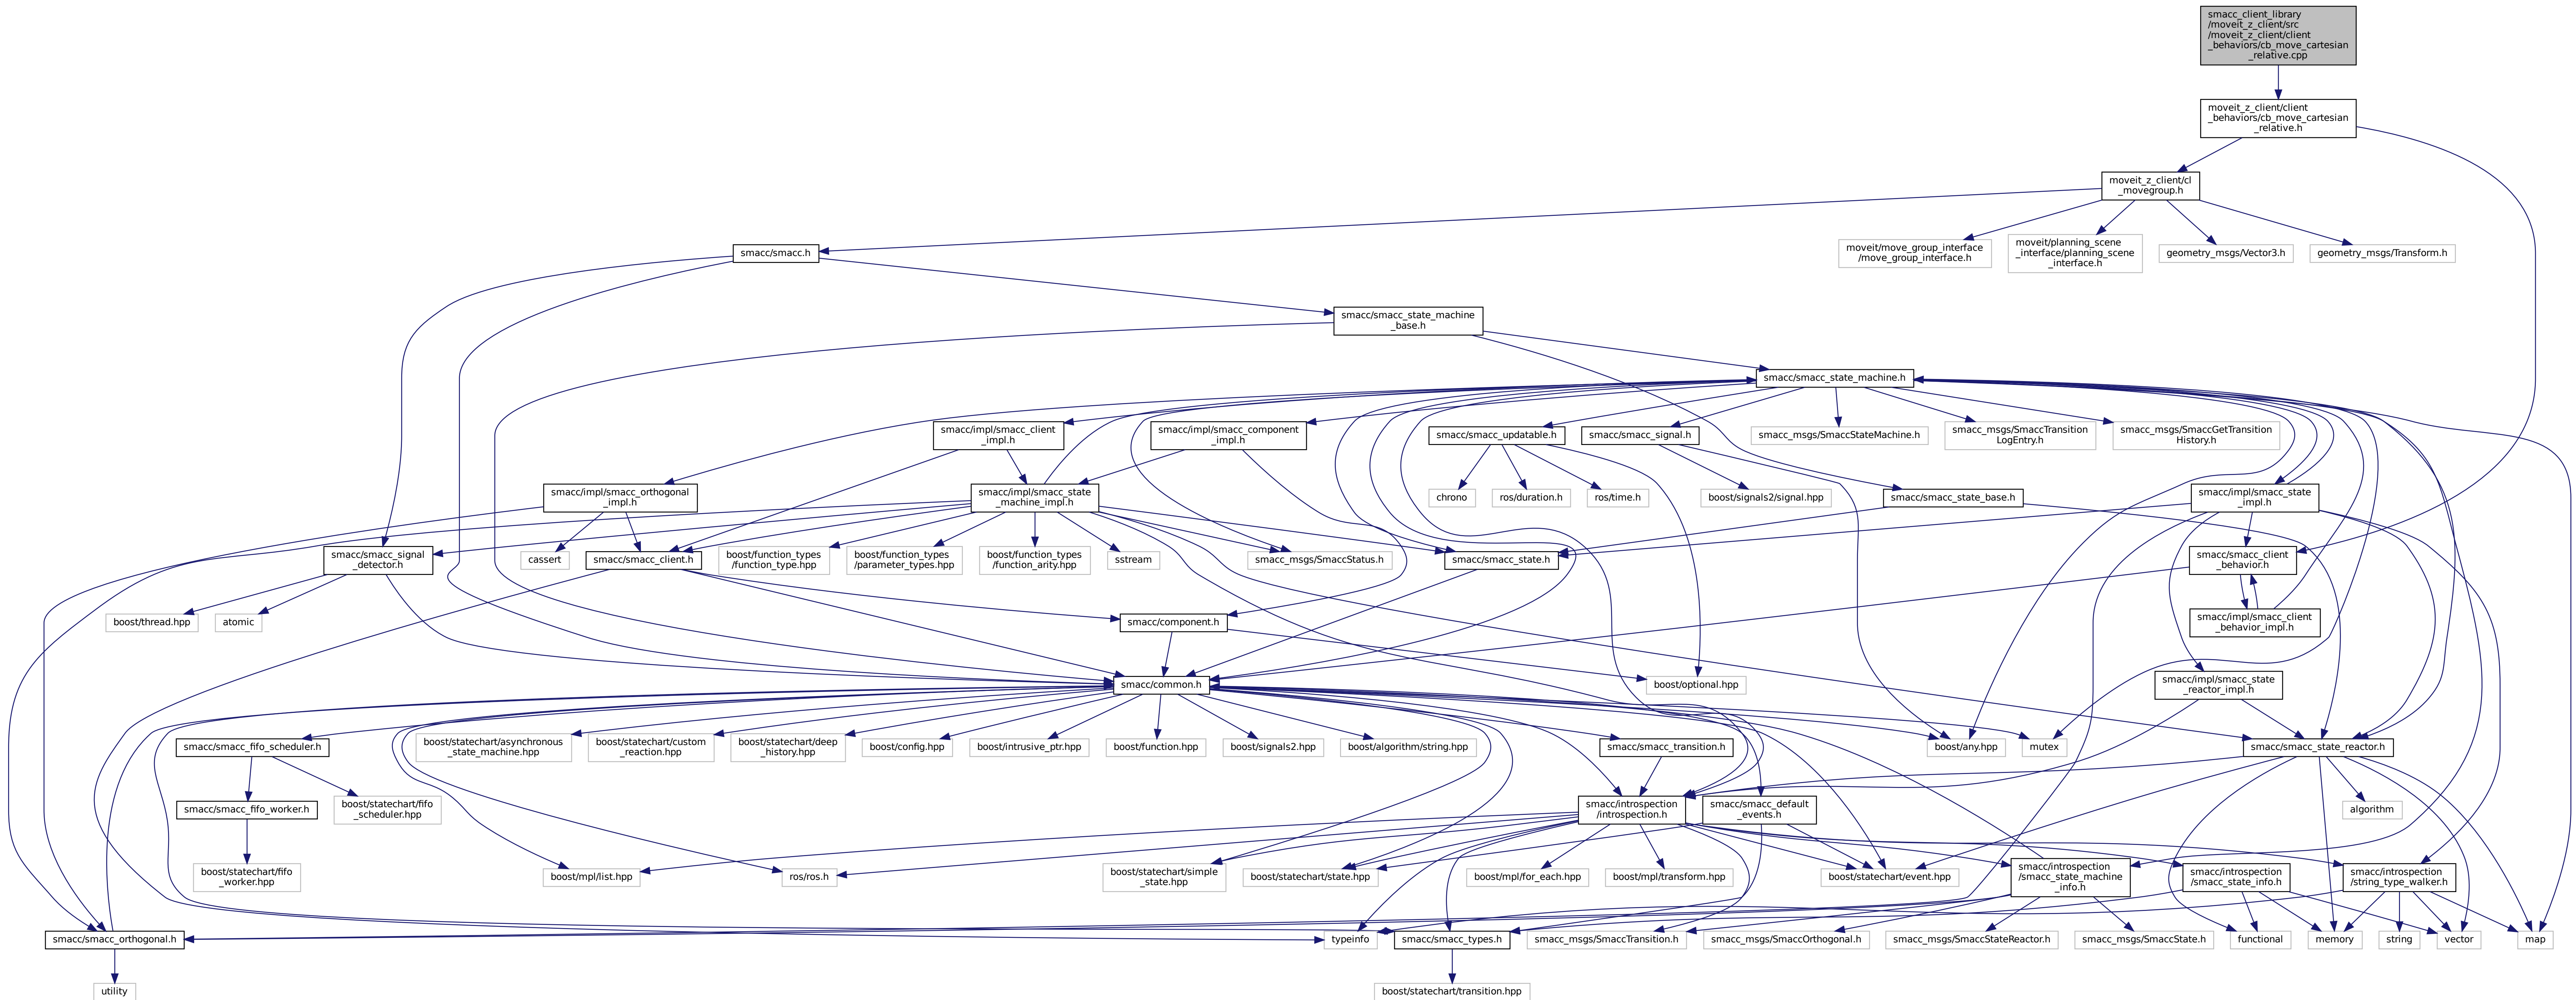 smacc_client_library
/moveit_z_client/src
/moveit_z_client/client
_behaviors/cb_move_cartesian
_relative.cpp
moveit_z_client/client
_behaviors/cb_move_cartesian
_relative.h
moveit_z_client/cl
_movegroup.h
smacc/smacc.h
moveit/move_group_interface
/move_group_interface.h
moveit/planning_scene
_interface/planning_scene
_interface.h
geometry_msgs/Vector3.h
geometry_msgs/Transform.h
smacc/smacc_state_machine
_base.h
smacc/smacc_state_machine.h
smacc/impl/smacc_client
_impl.h
smacc/impl/smacc_component
_impl.h
smacc/smacc_updatable.h
smacc/smacc_signal.h
smacc_msgs/SmaccStateMachine.h
smacc_msgs/SmaccTransition
LogEntry.h
smacc_msgs/SmaccGetTransition
History.h
smacc/impl/smacc_orthogonal
_impl.h
smacc/impl/smacc_state
_machine_impl.h
chrono
ros/duration.h
ros/time.h
boost/signals2/signal.hpp
smacc/smacc_state_base.h
smacc/impl/smacc_state
_impl.h
smacc/smacc_signal
_detector.h
cassert
smacc/smacc_client.h
boost/function_types
/function_type.hpp
boost/function_types
/parameter_types.hpp
boost/function_types
/function_arity.hpp
sstream
smacc_msgs/SmaccStatus.h
smacc/smacc_state.h
smacc/smacc_client
_behavior.h
boost/thread.hpp
atomic
smacc/component.h
smacc/impl/smacc_client
_behavior_impl.h
smacc/common.h
boost/optional.hpp
smacc/impl/smacc_state
_reactor_impl.h
smacc/smacc_fifo_scheduler.h
boost/statechart/asynchronous
_state_machine.hpp
boost/statechart/custom
_reaction.hpp
boost/statechart/deep
_history.hpp
boost/config.hpp
boost/intrusive_ptr.hpp
boost/function.hpp
boost/signals2.hpp
boost/algorithm/string.hpp
smacc/smacc_transition.h
boost/any.hpp
mutex
smacc/smacc_state_reactor.h
smacc/smacc_fifo_worker.h
boost/statechart/fifo
_scheduler.hpp
smacc/introspection
/introspection.h
smacc/smacc_default
_events.h
algorithm
boost/statechart/fifo
_worker.hpp
boost/mpl/list.hpp
ros/ros.h
boost/statechart/simple
_state.hpp
boost/statechart/state.hpp
boost/mpl/for_each.hpp
boost/mpl/transform.hpp
boost/statechart/event.hpp
smacc/introspection
/smacc_state_machine
_info.h
smacc/introspection
/smacc_state_info.h
smacc/introspection
/string_type_walker.h
smacc/smacc_orthogonal.h
typeinfo
smacc/smacc_types.h
smacc_msgs/SmaccTransition.h
smacc_msgs/SmaccOrthogonal.h
smacc_msgs/SmaccStateReactor.h
smacc_msgs/SmaccState.h
functional
memory
string
vector
map
utility
boost/statechart/transition.hpp